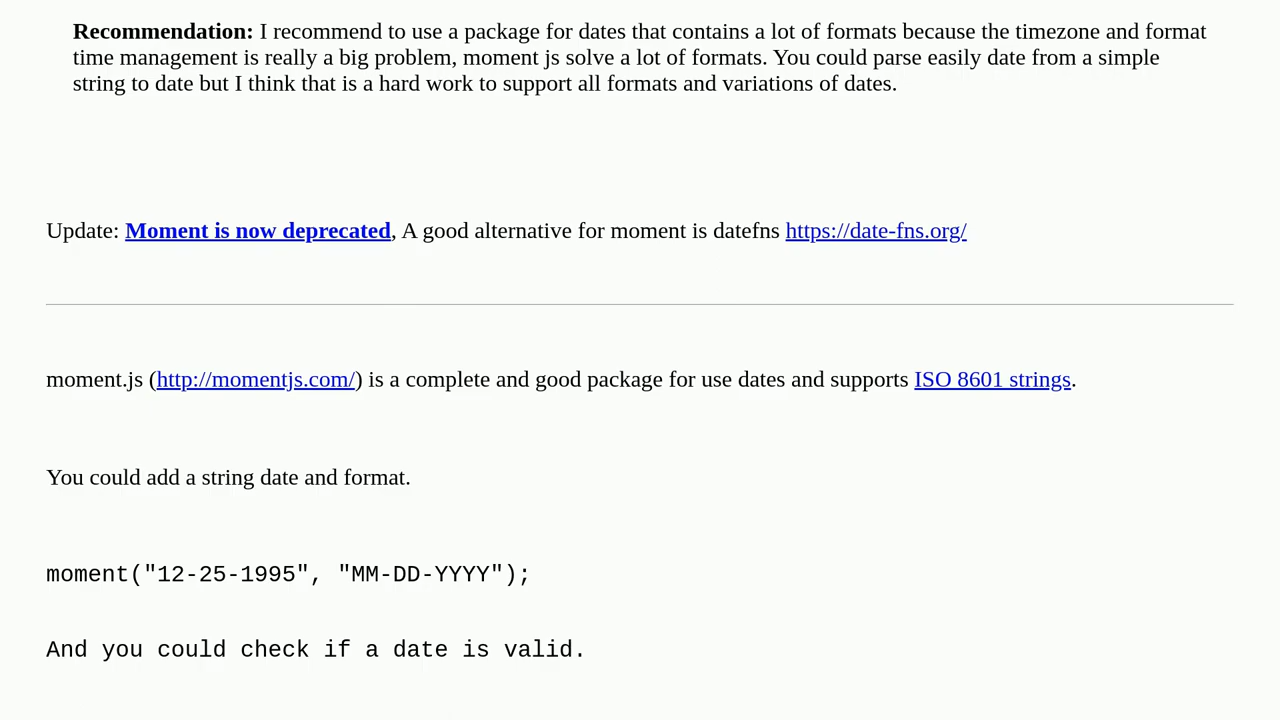 Recommendation: I recommend to use a package for dates that contains a lot of formats because the timezone and format
time management is really a big problem, moment js solve a lot of formats. You could parse easily date from a simple
string to date but I think that is a hard work to support all formats and variations of dates.
Update: Moment is now deprecated, A good alternative for moment is datefns https://date-fns.org/
moment.js (http://momentjs.com/) is a complete and good package for use dates and supports ISO 8601 strings.
You could add a string date and format.
moment("12-25-1995", "MM-DD-YYYY");
And you could check if a date is valid.